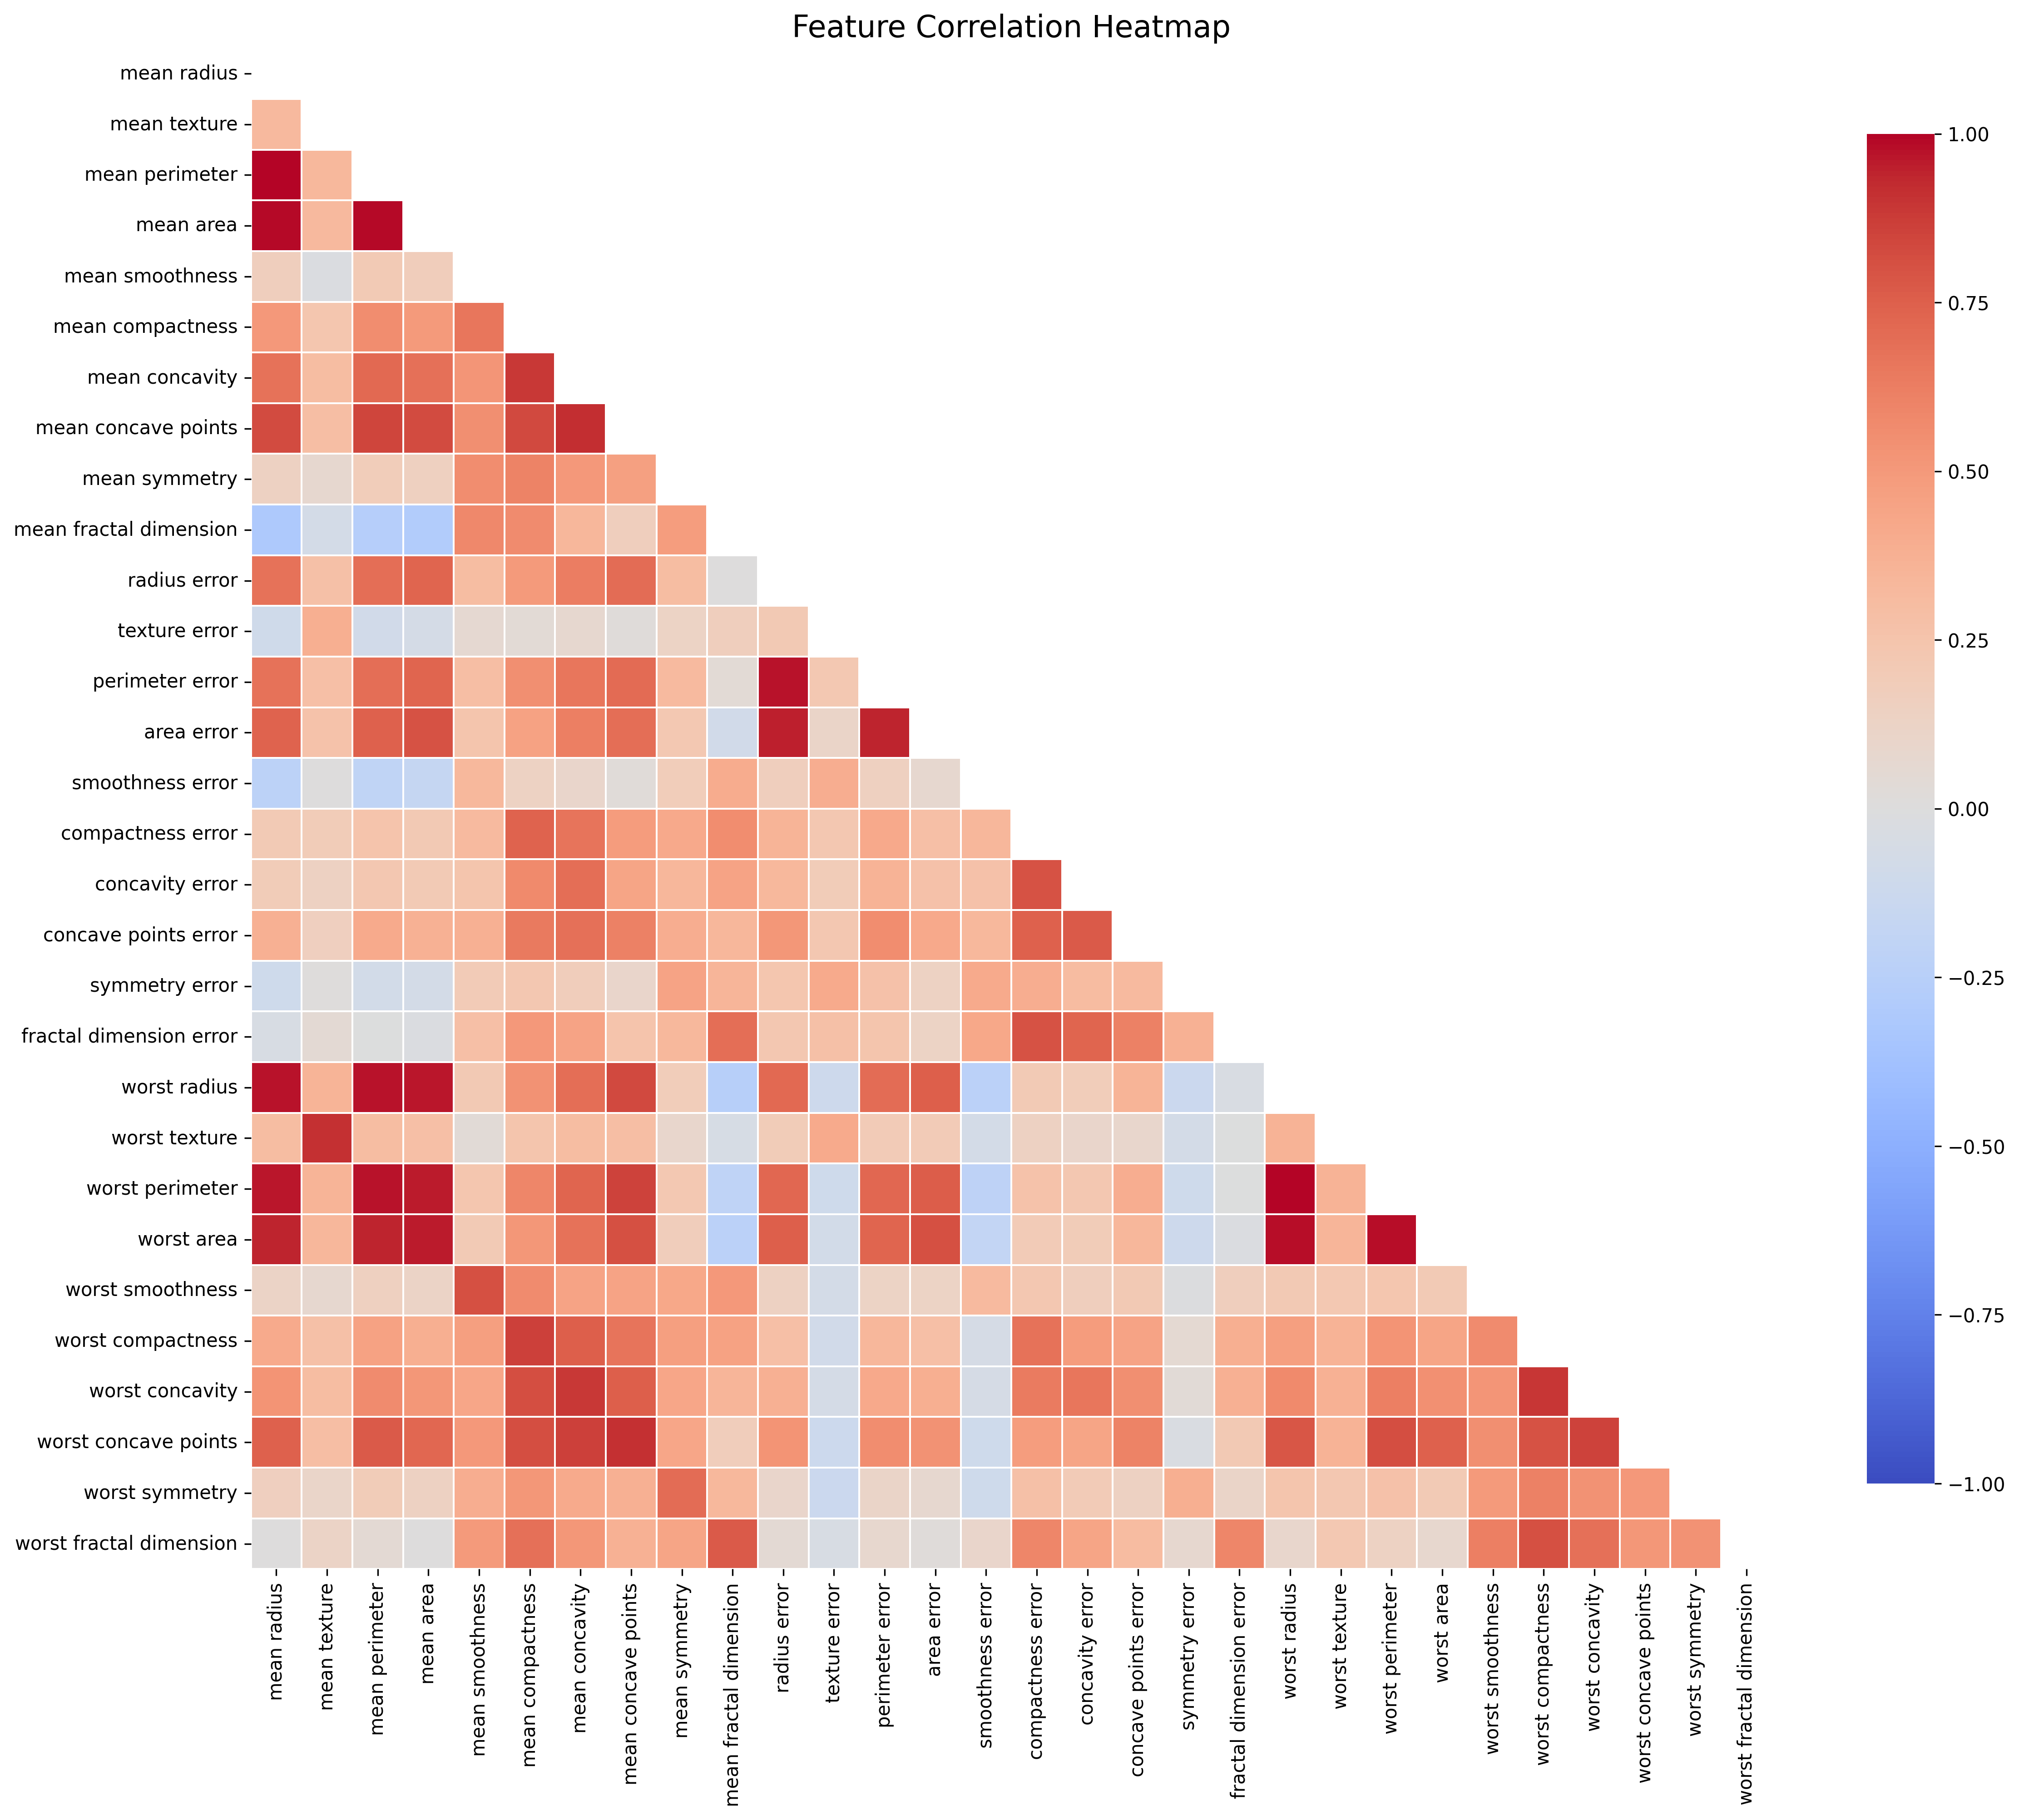 Feature Correlation Heatmap
mean radius
mean texture
mean perimeter
mean area
mean smoothness
mean compactness
mean concavity
mean concave points
mean symmetry
mean fractal dimension
radius error
texture error
perimeter error
area error
smoothness error
compactness error
concavity error
concave points error
symmetry error
fractal dimension error
worst radius
worst texture
worst perimeter
worst area
worst smoothness
worst compactness
worst concavity
worst concave points
worst symmetry
worst fractal dimension
mean radius
mean texture
mean perimeter
mean area
mean smoothness
mean compactness
mean concavity
mean concave points
mean symmetry
mean fractal dimension
radius error
texture error
perimeter error
area error
smoothness error
compactness error
concavity error
concave points error
symmetry error
fractal dimension error
worst radius
worst texture
worst perimeter
worst area
worst smoothness
worst compactness
worst concavity
worst concave points
worst symmetry
worst fractal dimension
1.00
0.75
0.50
0.25
0.00
−0.25
−0.50
−0.75
−1.00